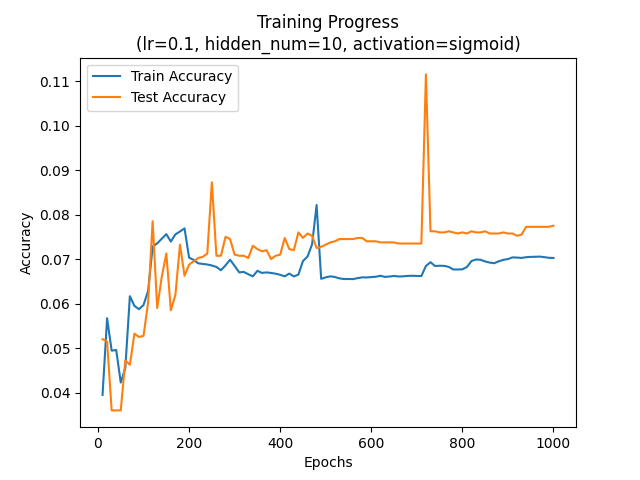 Training Progress
(lr=0.1, hidden_num=10, activation=sigmoid)
Train Accuracy
Test Accuracy
0.11
0.10
0.09
0.08
0.07
0.06
0.05
0.04
Accuracy
0 200 400 600 800 1000
Epochs